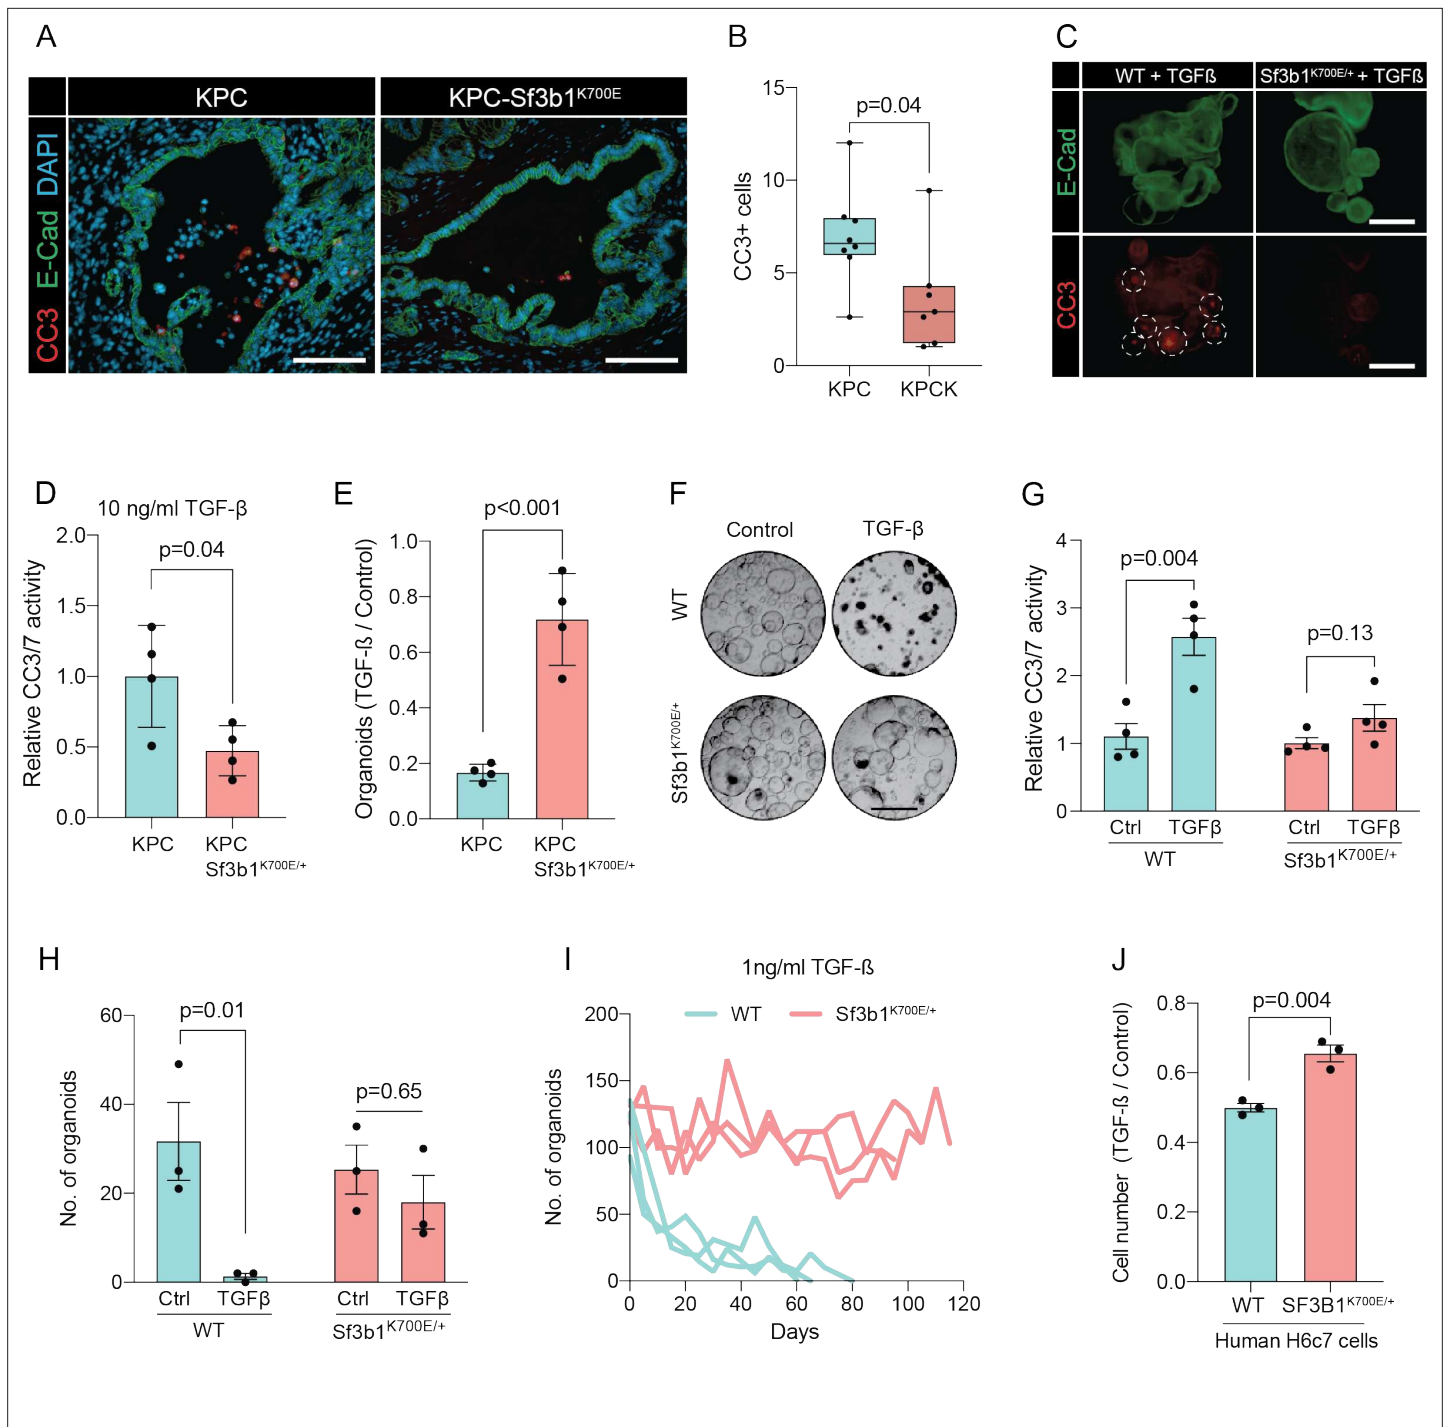 A
KPC
KPC-Sf3b1K700E
CC3 E-Cad DAPI
B
15
10
5
0
CC3+ cells
p=0.04
KPC
KPCK
C
WT + TGFß
Sf3b1K700E/+ + TGFß
E-Cad
CC3
D
10 ng/ml TGF-β
2.0
1.5
1.0
0.5
0.0
Relative CC3/7 activity
p=0.04
KPC
KPC
Sf3b1K700E/+
E
p<0.001
1.0
0.8
0.6
0.4
0.2
0.0
Organoids (TGF-ß / Control)
KPC
KPC
Sf3b1K700E/+
F
Control
TGF-β
WT
Sf3b1K700E/+
G
4
3
2
1
0
Relative CC3/7 activity
p=0.004
p=0.13
Ctrl
TGFβ
Ctrl
TGFβ
WT
Sf3b1K700E/+
H
60
40
20
0
No. of organoids
p=0.01
p=0.65
Ctrl
TGFβ
Ctrl
TGFβ
WT
Sf3b1K700E/+
I
1ng/ml TGF-ß
WT
Sf3b1K700E/+
200
150
100
50
0
No. of organoids
0
20
40
60
80
100
120
Days
J
0.8
0.6
0.4
0.2
0.0
Cell number (TGF-ß / Control)
p=0.004
WT
SF3B1K700E/+
Human H6c7 cells